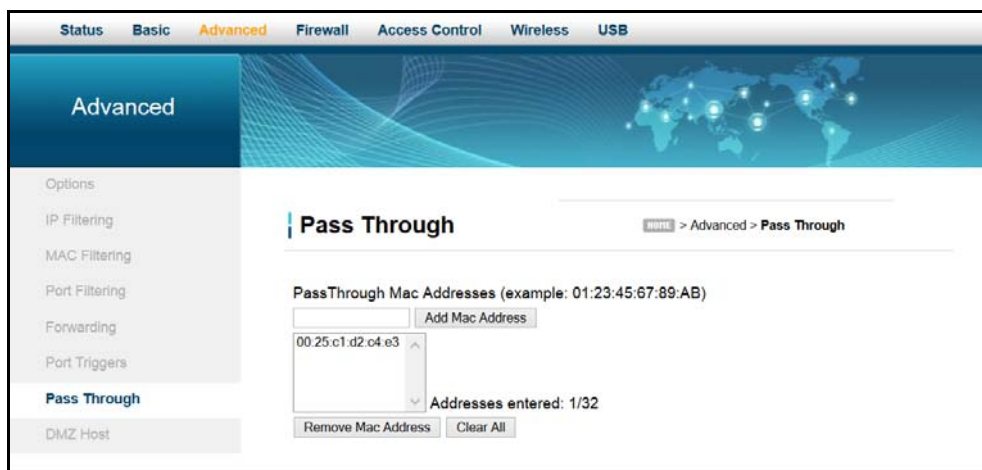 Status Basic Advanced Firewall Access Control Wireless USB
Advanced
Options
IP Filtering
MAC Filtering
Port Filtering
Forwarding
Port Triggers
Pass Through
DMZ Host
Pass Through
HOME > Advanced > Pass Through
PassThrough Mac Addresses (example: 01:23:45:67:89:AB)
Add Mac Address
00:25:c1:d2:c4:e3
Addresses entered: 1/32
Remove Mac Address Clear All